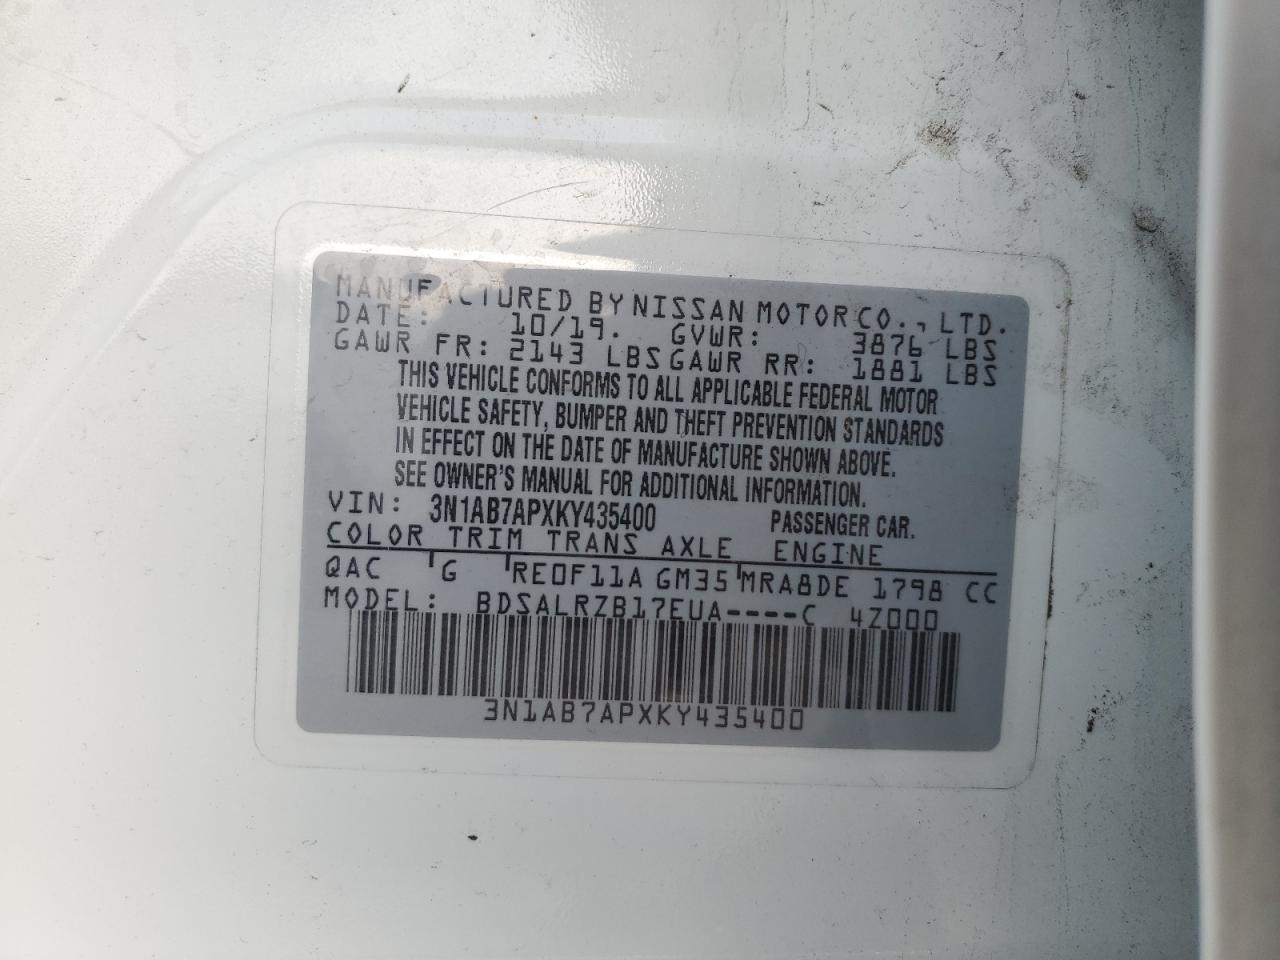 MANUFACTURED BY NISSAN MOTOR CO., LTD.
DATE: 10/19. GVWR: 3876 LBS
GAWR FR: 2143 LBS GAWR RR: 1881 LBS
THIS VEHICLE CONFORMS TO ALL APPLICABLE FEDERAL MOTOR
VEHICLE SAFETY, BUMPER AND THEFT PREVENTION STANDARDS
IN EFFECT ON THE DATE OF MANUFACTURE SHOWN ABOVE.
SEE OWNER'S MANUAL FOR ADDITIONAL INFORMATION.
VIN: 3N1AB7APXKY435400 PASSENGER CAR.
COLOR TRIM TRANS AXLE ENGINE
QAC G RE0F11A GM35 MRA8DE 1798 CC
MODEL: BDSALRZB17EUA----C 4Z000
3N1AB7APXKY435400